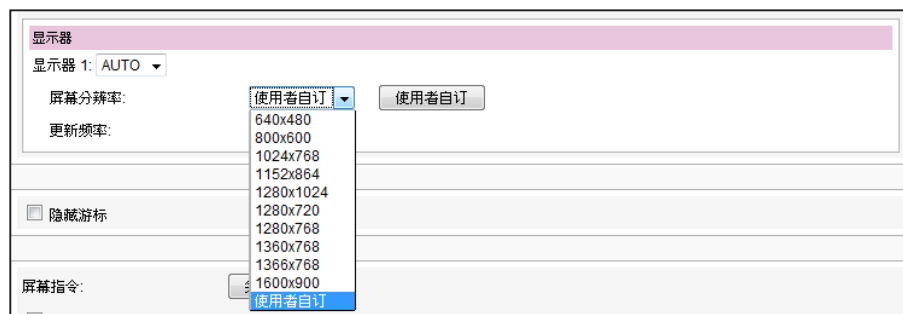 显示器
显示器 1: AUTO
屏幕分辨率: 使用者自订 使用者自订
640x480
更新频率:
800x600
1024x768
1152x864
1280x1024
1280x720
隐藏游标
1280x768
1360x768
1366x768
屏幕指令: 1600x900
使用者自订